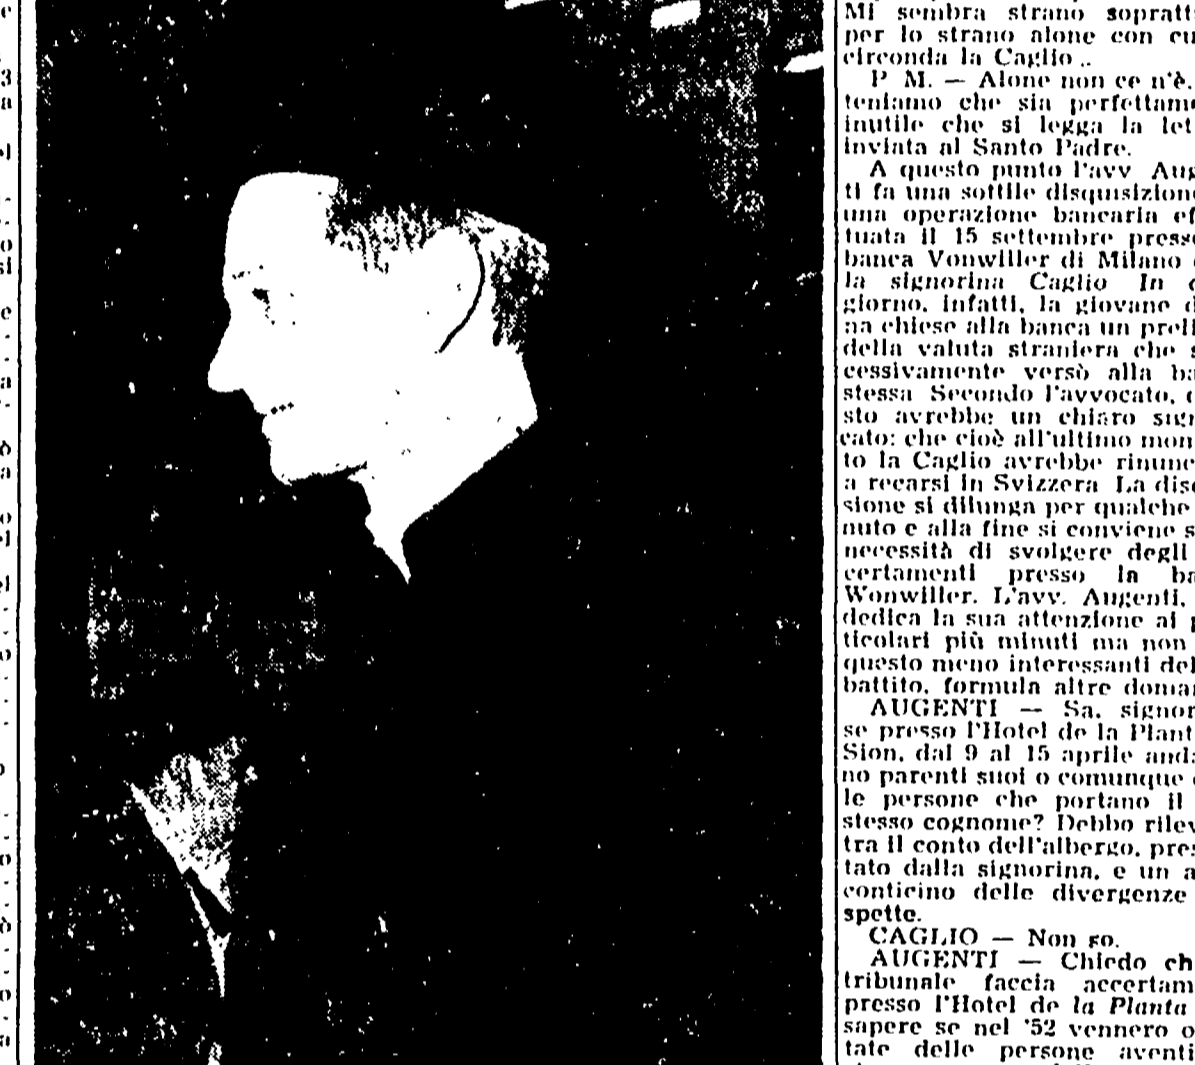 Mi sembra strano sopratt
per lo strano alone con cu
circonda la Caglio ..
P. M. — Alone non ce n'è.
teniamo che sia perfettame
inutile che si legga la let
inviata al Santo Padre.
A questo punto l'avv Aug
ti fa una sottile disquisizione
una operazione bancaria ef
tuata il 15 settembre presso
banca Vonwiller di Milano
la signorina Caglio In
giorno, infatti, la giovane d
na chiese alla banca un preli
della valuta straniera che s
cessivamente versò alla ba
stessa Secondo l'avvocato,
sto avrebbe un chiaro sign
cato: che cioè all'ultimo mon
to la Caglio avrebbe rinunc
a recarsi in Svizzera La disc
sione si dilunga per qualche
nuto e alla fine si conviene s
necessità di svolgere degli
certamenti presso la ba
Wonwiller. L'avv. Augenti,
dedica la sua attenzione ai p
ticolari più minuti ma non
questo meno interessanti del
battito, formula altre doman
AUGENTI — Sa, signor
se presso l'Hotel de la Plant
Sion, dal 9 al 15 aprile anda
no parenti suoi o comunque
le persone che portano il
stesso cognome? Debbo rilev
tra il conto dell'albergo, pres
tato dalla signorina, e un a
conticino delle divergenze
spette.
CAGLIO — Non so.
AUGENTI — Chiedo ch
tribunale faccia accertam
presso l'Hotel de la Planta
sapere se nel '52 vennero o
tate delle persone aventi